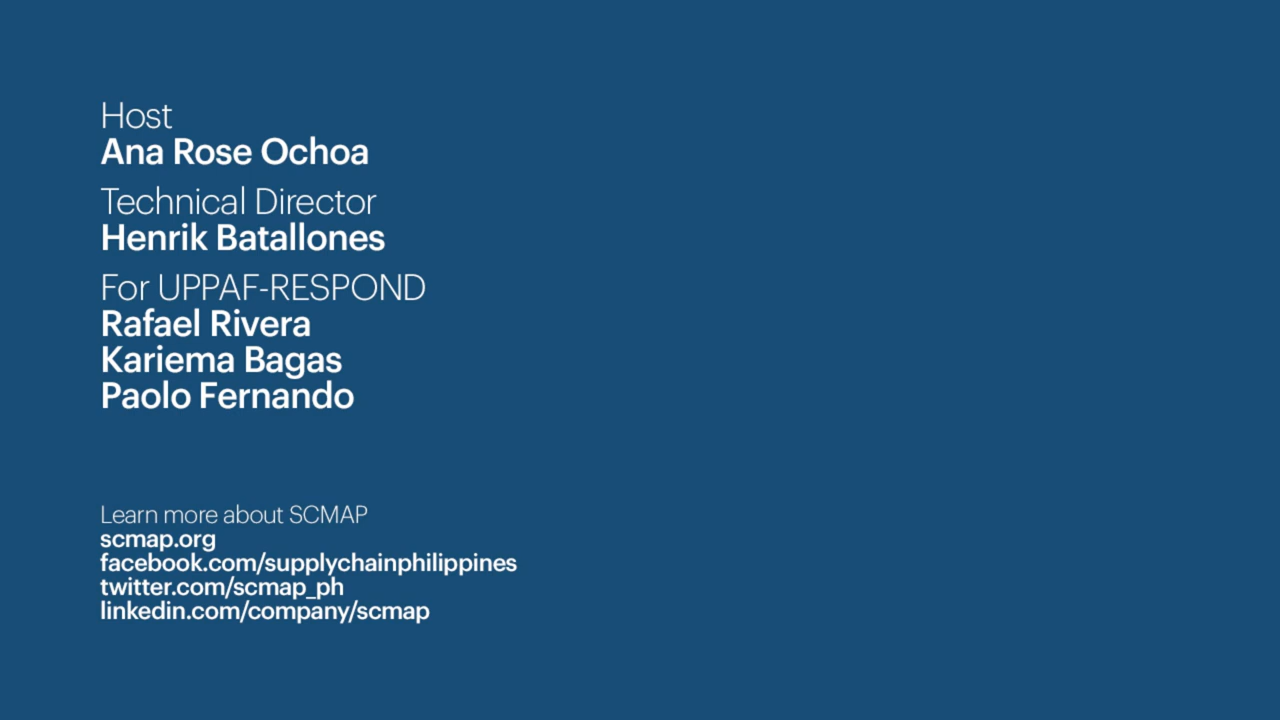 Host
Ana Rose Ochoa
Technical Director
Henrik Batallones
For UPPAF-RESPOND
Rafael Rivera
Kariema Bagas
Paolo Fernando
Learn more about SCMAP
scmap.org
facebook.com/supplychainphilippines
twitter.com/scmap_ph
linkedin.com/company/scmap